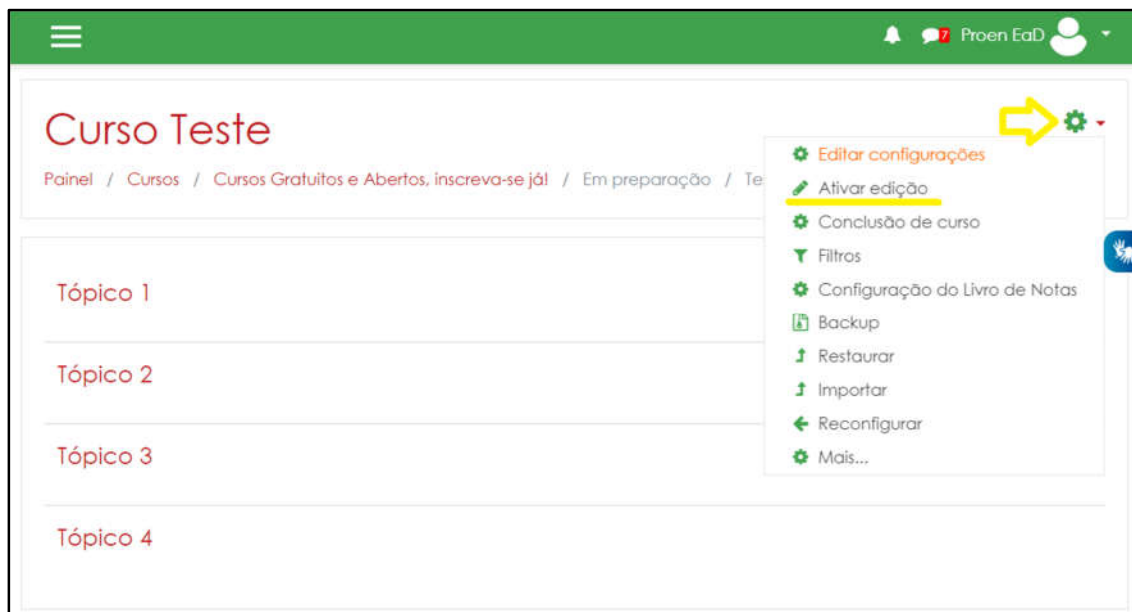 7 Proen EaD
Curso Teste
Painel / Cursos / Cursos Gratuitos e Abertos, inscreva-se já! / Em preparação / Te
Editar configurações
Ativar edição
Conclusão de curso
Filtros
Configuração do Livro de Notas
Backup
Restaurar
Importar
Reconfigurar
Mais...
Tópico 1
Tópico 2
Tópico 3
Tópico 4